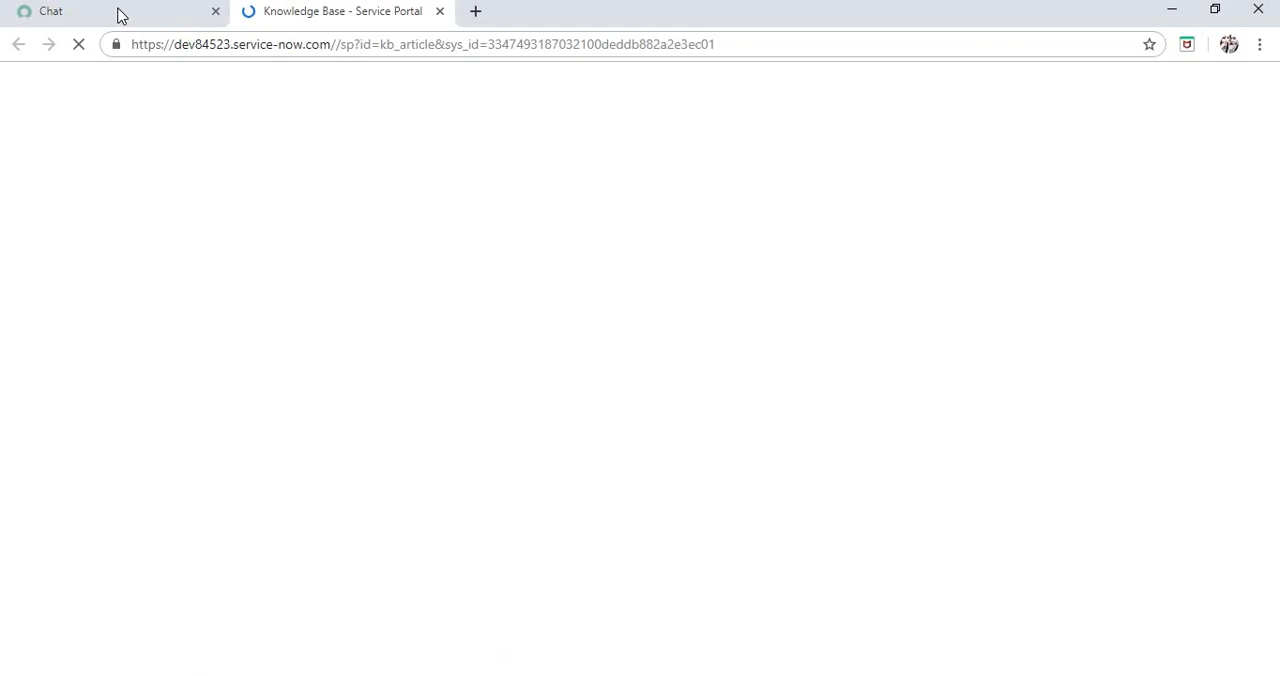 Chat
Knowledge Base - Service Portal
https://dev84523.service-now.com//sp?id=kb_article&sys_id=3347493187032100deddb882a2e3ec01